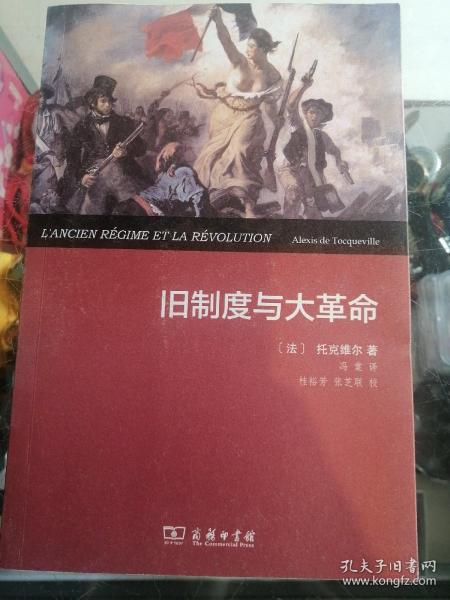 L'ANCIEN RÉGIME ET LA RÉVOLUTION Alexis de Tocqueville
旧制度与大革命
〔法〕 托克维尔 著
冯棠 译
桂裕芳 张芝联 校
商务印书馆
The Commercial Press
孔夫子旧书网
www.kongfz.com